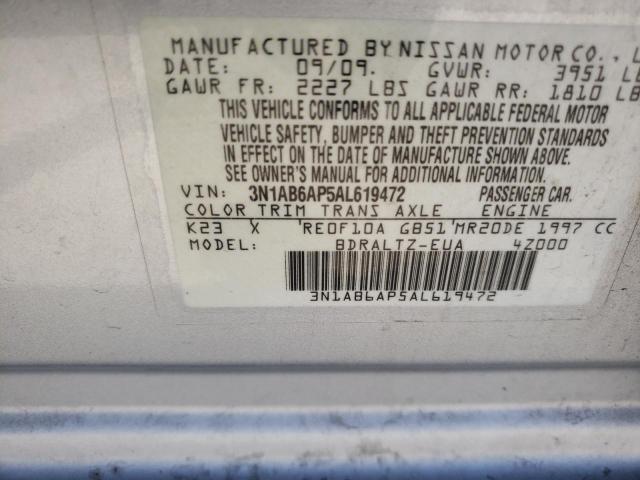 MANUFACTURED BY NISSAN MOTOR CO., L
DATE: 09/09. GVWR: 3951 L
GAWR FR: 2227 LBS GAWR RR: 1810 LB
THIS VEHICLE CONFORMS TO ALL APPLICABLE FEDERAL MOTOR
VEHICLE SAFETY, BUMPER AND THEFT PREVENTION STANDARDS
IN EFFECT ON THE DATE OF MANUFACTURE SHOWN ABOVE.
SEE OWNER'S MANUAL FOR ADDITIONAL INFORMATION.
VIN: 3N1AB6AP5AL619472 PASSENGER CAR.
COLOR TRIM TRANS AXLE ENGINE
K23 X RE0F10A GB51 MR20DE 1997 CC
MODEL: BDRALTZ-EUA 4Z000
3N1AB6AP5AL619472